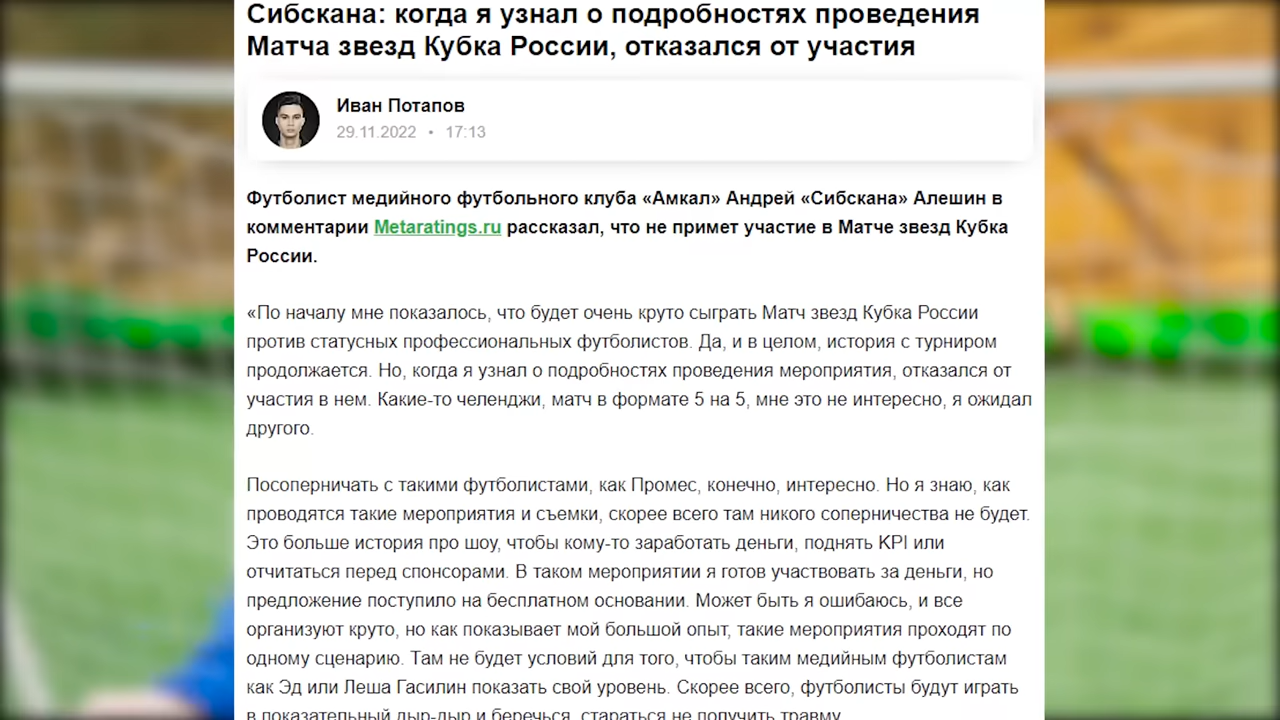 Сибскана: когда я узнал о подробностях проведения
Матча звезд Кубка России, отказался от участия
Иван Потапов
29.11.2022 • 17:13
Футболист медийного футбольного клуба «Амкал» Андрей «Сибскана» Алешин в
комментарии Metaratings.ru рассказал, что не примет участие в Матче звезд Кубка
России.
«По началу мне показалось, что будет очень круто сыграть Матч звезд Кубка России
против статусных профессиональных футболистов. Да, и в целом, история с турниром
продолжается. Но, когда я узнал о подробностях проведения мероприятия, отказался от
участия в нем. Какие-то челенджи, матч в формате 5 на 5, мне это не интересно, я ожидал
другого.
Посоперничать с такими футболистами, как Промес, конечно, интересно. Но я знаю, как
проводятся такие мероприятия и съемки, скорее всего там никого соперничества не будет.
Это больше история про шоу, чтобы кому-то заработать деньги, поднять KPI или
отчитаться перед спонсорами. В таком мероприятии я готов участвовать за деньги, но
предложение поступило на бесплатном основании. Может быть я ошибаюсь, и все
организуют круто, но как показывает мой большой опыт, такие мероприятия проходят по
одному сценарию. Там не будет условий для того, чтобы таким медийным футболистам
как Эд или Леша Гасилин показать свой уровень. Скорее всего, футболисты будут играть
в показательный дыр-дыр и беречься, стараться не получить травму